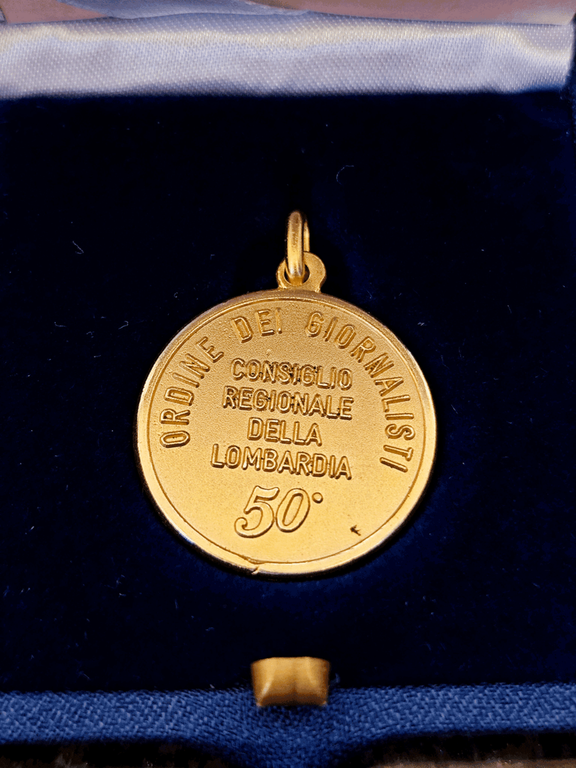 ORDINE DEI GIORNALISTI
CONSIGLIO
REGIONALE
DELLA
LOMBARDIA
50°